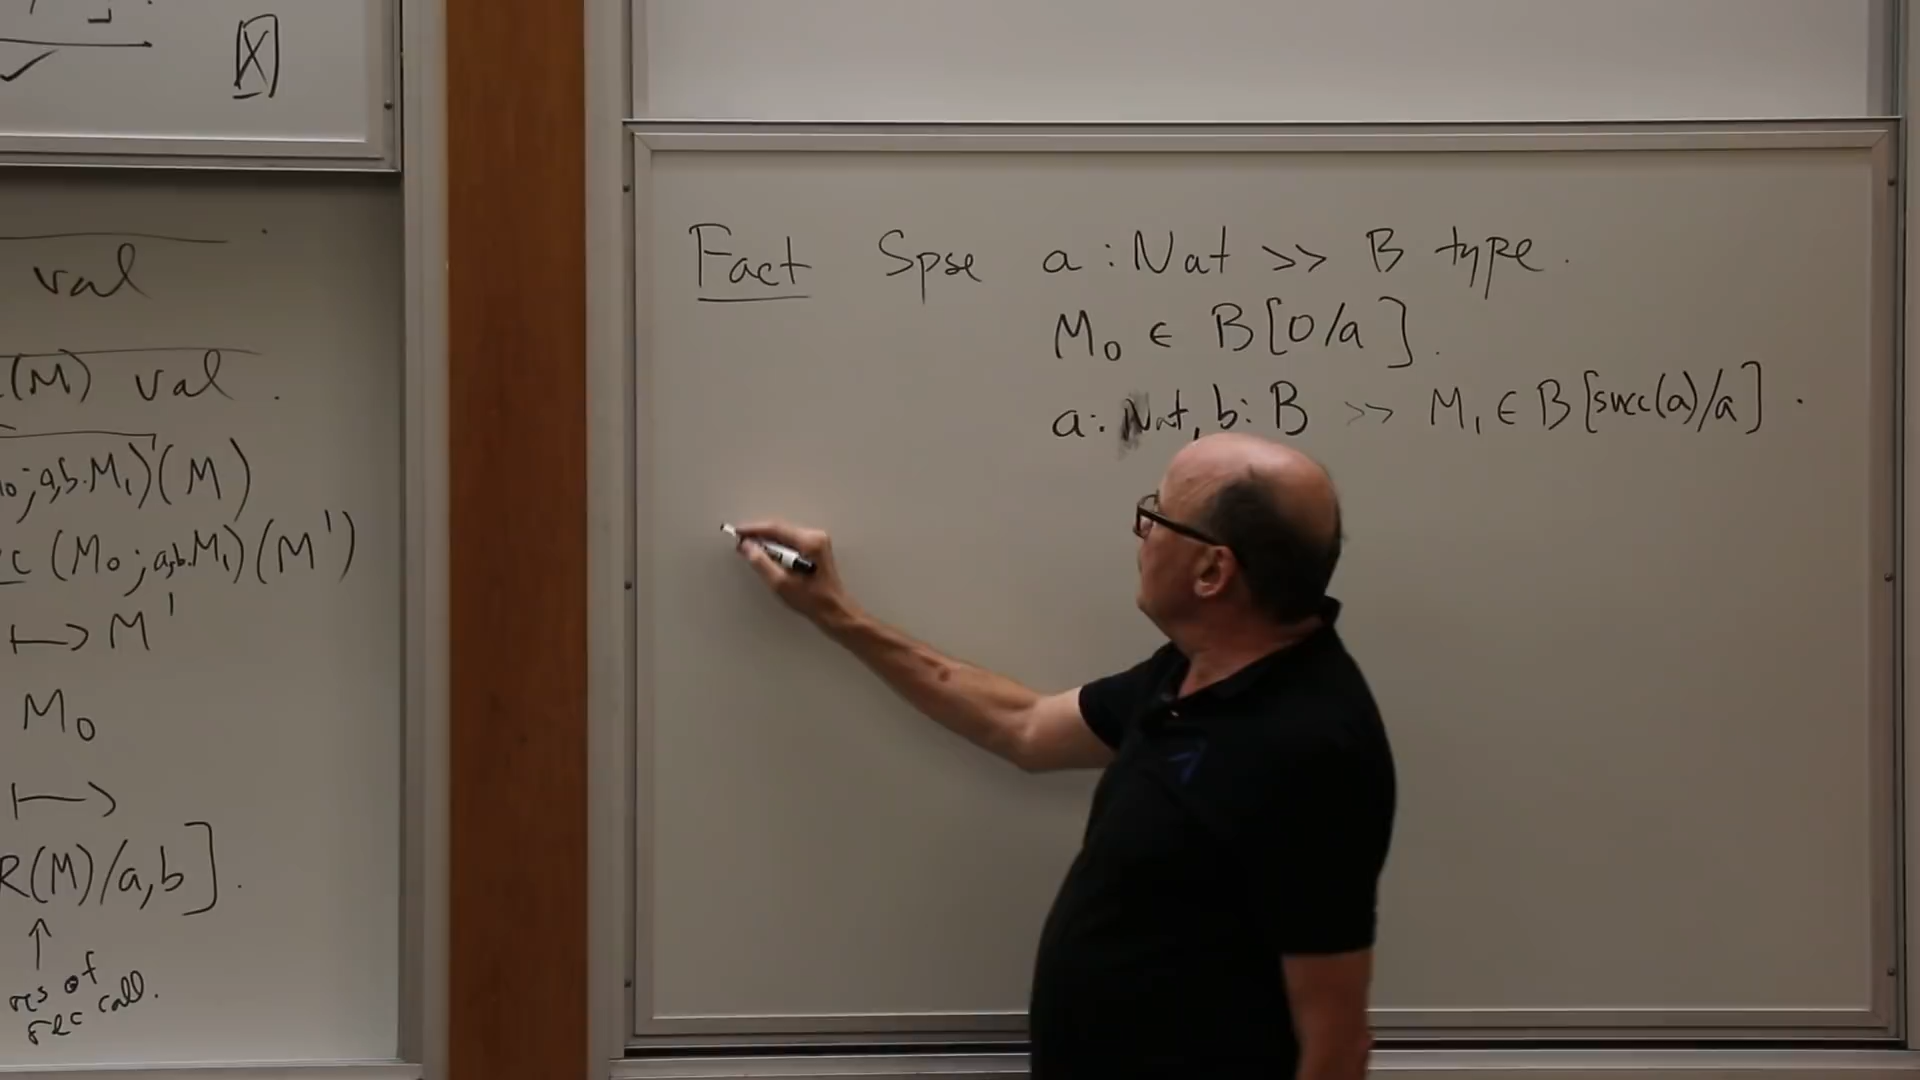 X
val
(M) val.
;a,b.M₁)(M)
(M₀;a,b.M₁)(M')
↦ M'
M₀
↦
R(M)/a,b].
↑
res of
rec call.
Fact Spse a : Nat >> B type.
M₀ ∈ B[0/a].
a: Nat, b: B >> M₁ ∈ B[succ(a)/a].